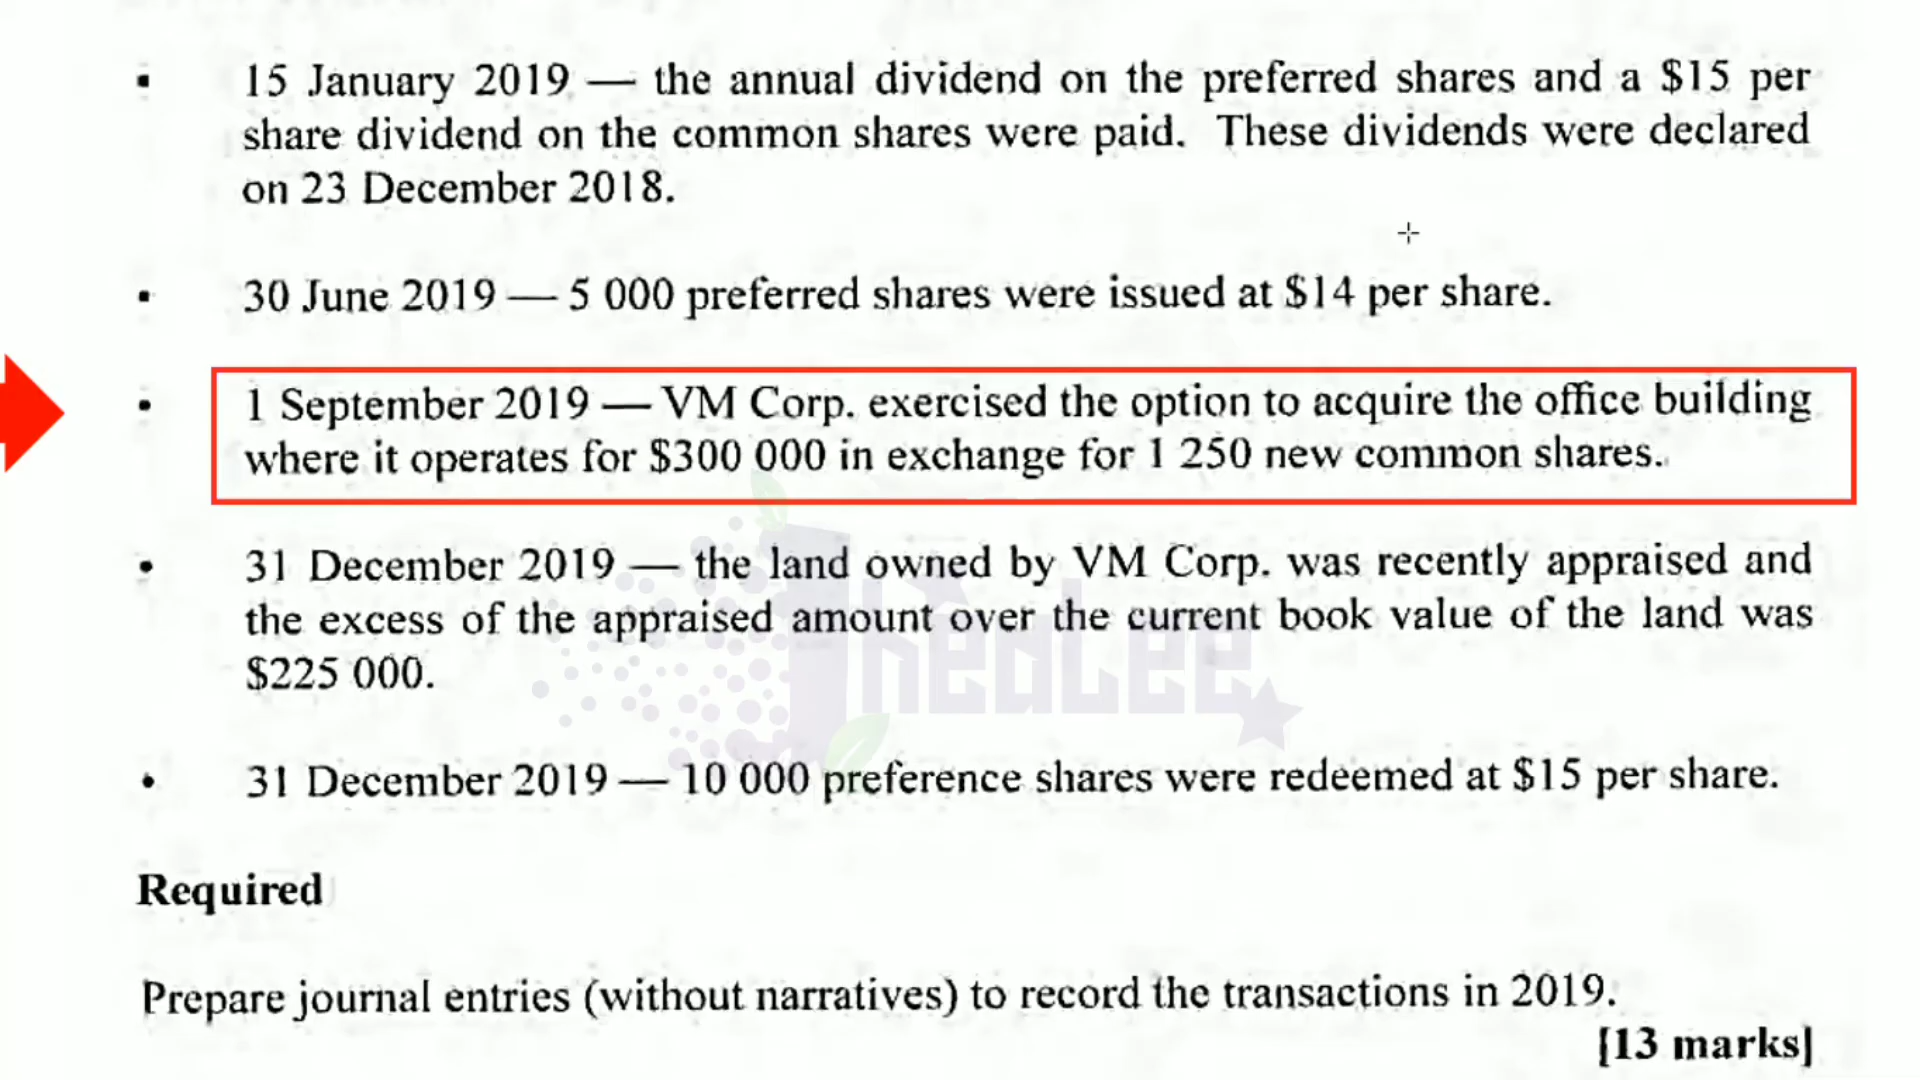 ▪ 15 January 2019 — the annual dividend on the preferred shares and a $15 per
share dividend on the common shares were paid. These dividends were declared
on 23 December 2018.
▪ 30 June 2019 — 5 000 preferred shares were issued at $14 per share.
• 1 September 2019 — VM Corp. exercised the option to acquire the office building
where it operates for $300 000 in exchange for 1 250 new common shares.
• 31 December 2019 — the land owned by VM Corp. was recently appraised and
the excess of the appraised amount over the current book value of the land was
$225 000.
ThedLee
• 31 December 2019 — 10 000 preference shares were redeemed at $15 per share.
Required
Prepare journal entries (without narratives) to record the transactions in 2019.
[13 marks]